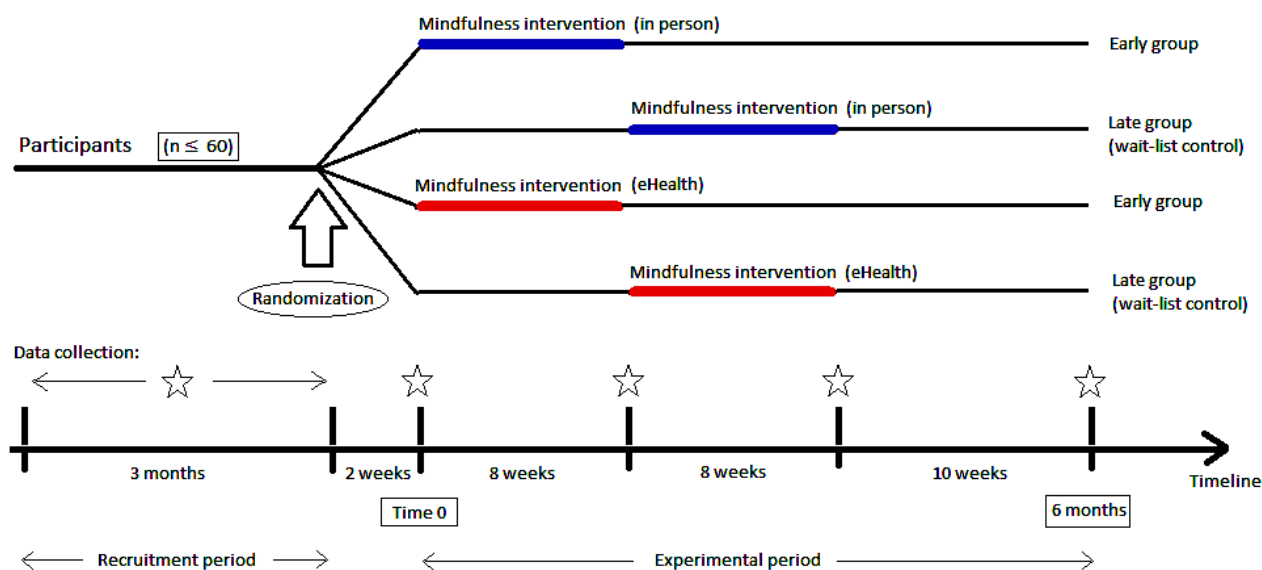 Mindfulness intervention (in person)
Early group
Mindfulness intervention (in person)
Late group
(wait-list control)
Participants (n ≤ 60)
Mindfulness intervention (eHealth)
Early group
Mindfulness intervention (eHealth)
Late group
(wait-list control)
Randomization
Data collection:
3 months 2 weeks 8 weeks 8 weeks 10 weeks
Timeline
Time 0 6 months
Recruitment period Experimental period